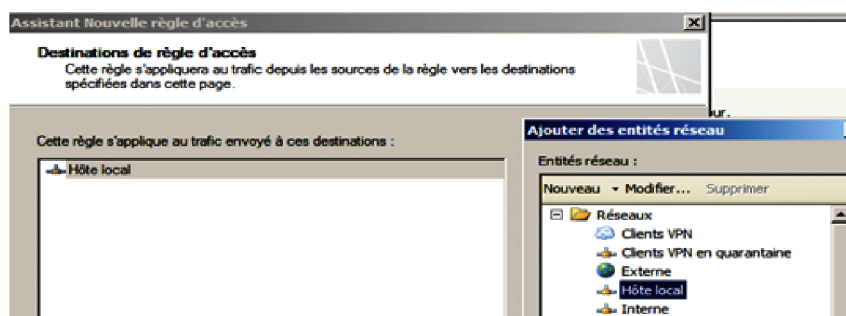 Assistant Nouvelle règle d'accès
Destinations de règle d'accès
Cette règle s'appliquera au trafic depuis les sources de la règle vers les destinations
spécifiées dans cette page.
Cette règle s'applique au trafic envoyé à ces destinations :
Hôte local
our.
Ajouter des entités réseau
Entités réseau :
Nouveau Modifier... Supprimer
Réseaux
Clients VPN
Clients VPN en quarantaine
Externe
Hôte local
Interne